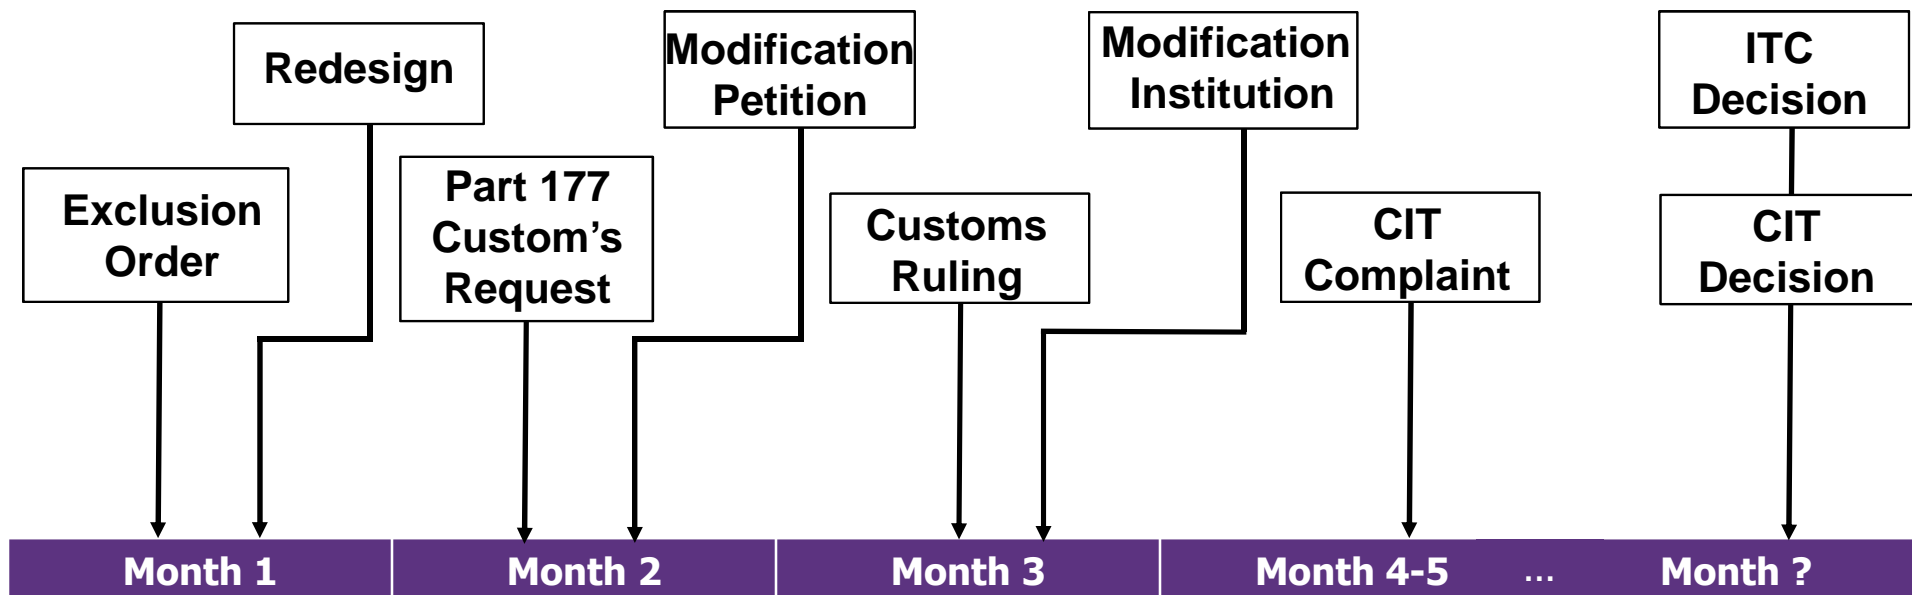 Redesign
Modification
Petition
Modification
Institution
ITC
Decision
Exclusion
Order
Part 177
Custom’s
Request
Customs
Ruling
CIT
Complaint
CIT
Decision
Month 1
Month 2
Month 3
Month 4-5
...
Month ?